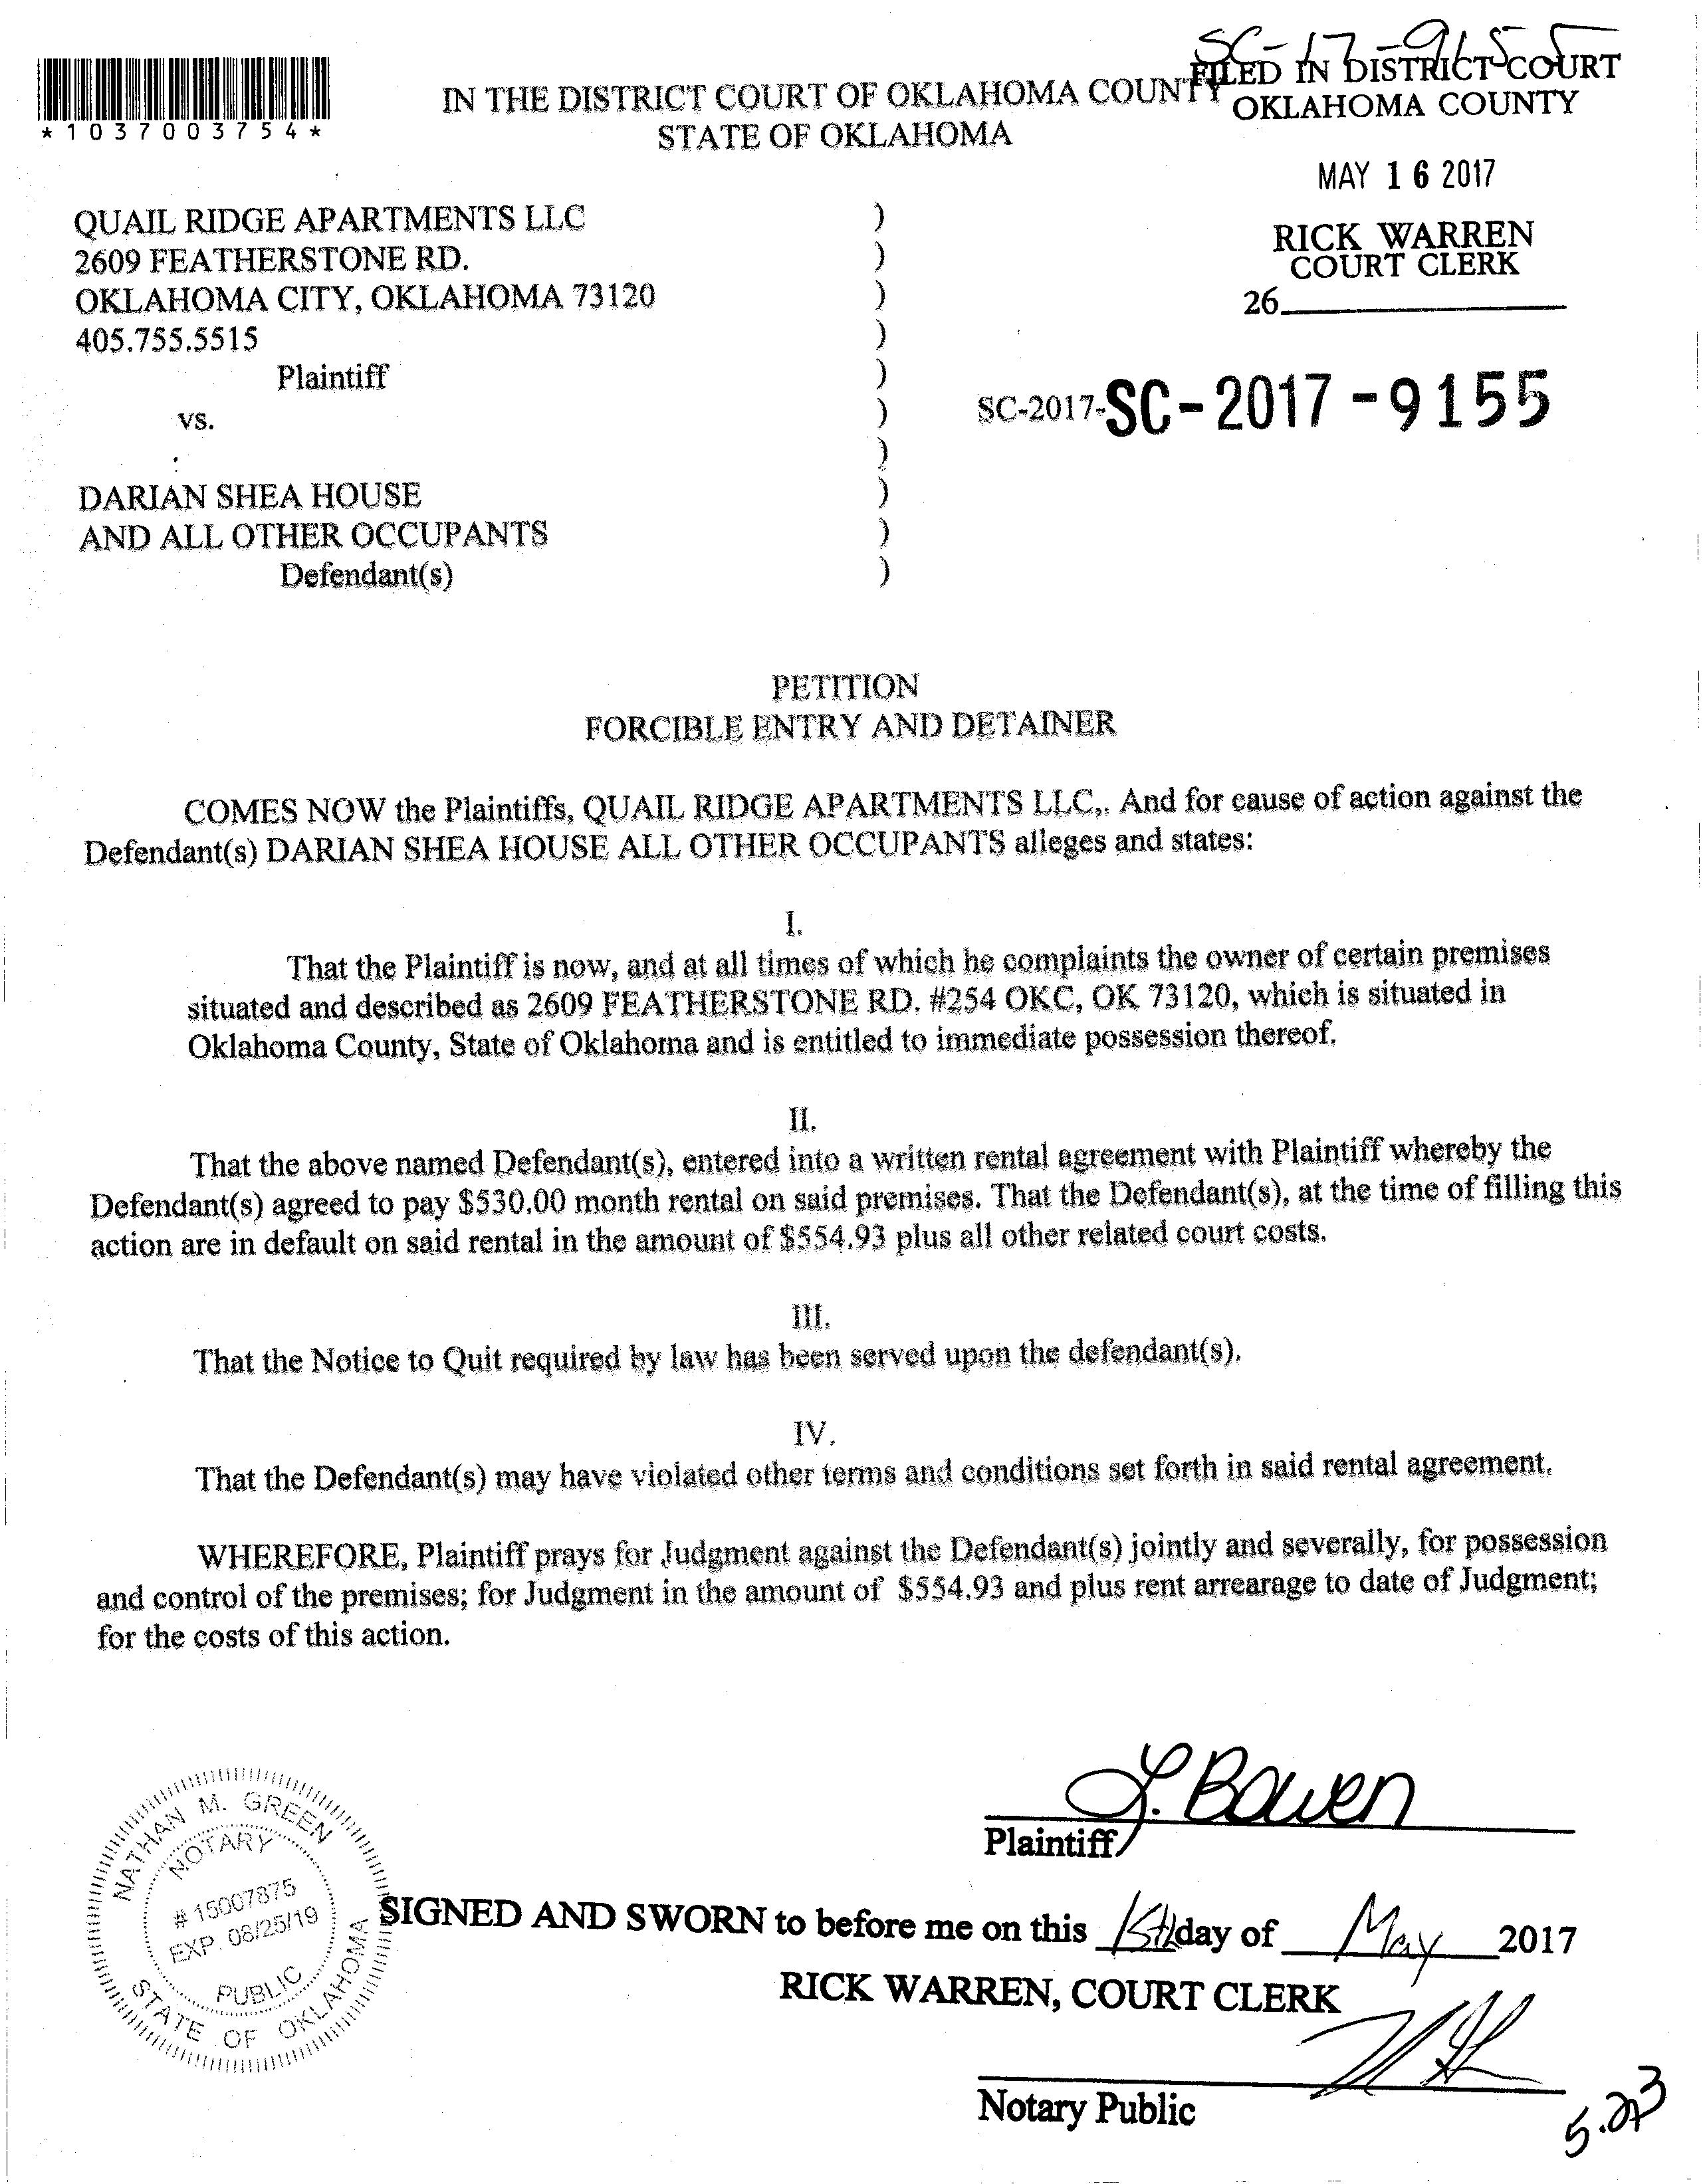 SC-17-9155
*1037003754*
IN THE DISTRICT COURT OF OKLAHOMA COUNTY
STATE OF OKLAHOMA
FILED IN DISTRICT COURT
OKLAHOMA COUNTY
MAY 16 2017
RICK WARREN
COURT CLERK
26
QUAIL RIDGE APARTMENTS LLC )
2609 FEATHERSTONE RD. )
OKLAHOMA CITY, OKLAHOMA 73120 )
405.755.5515 )
Plaintiff )
vs. ) SC-2017-SC-2017-9155
)
DARIAN SHEA HOUSE )
AND ALL OTHER OCCUPANTS )
Defendant(s) )
PETITION
FORCIBLE ENTRY AND DETAINER
COMES NOW the Plaintiffs, QUAIL RIDGE APARTMENTS LLC,. And for cause of action against the
Defendant(s) DARIAN SHEA HOUSE ALL OTHER OCCUPANTS alleges and states:
I.
That the Plaintiff is now, and at all times of which he complaints the owner of certain premises
situated and described as 2609 FEATHERSTONE RD. #254 OKC, OK 73120, which is situated in
Oklahoma County, State of Oklahoma and is entitled to immediate possession thereof.
II.
That the above named Defendant(s), entered into a written rental agreement with Plaintiff whereby the
Defendant(s) agreed to pay $530.00 month rental on said premises. That the Defendant(s), at the time of filling this
action are in default on said rental in the amount of $554.93 plus all other related court costs.
III.
That the Notice to Quit required by law has been served upon the defendant(s).
IV.
That the Defendant(s) may have violated other terms and conditions set forth in said rental agreement.
WHEREFORE, Plaintiff prays for Judgment against the Defendant(s) jointly and severally, for possession
and control of the premises; for Judgment in the amount of $554.93 and plus rent arrearage to date of Judgment;
for the costs of this action.
L. Bowen
Plaintiff
NATHAN M. GREEN
NOTARY
# 15007875
EXP. 08/25/19
PUBLIC
STATE OF OKLAHOMA
SIGNED AND SWORN to before me on this 15th day of May 2017
RICK WARREN, COURT CLERK
Notary Public
5.23